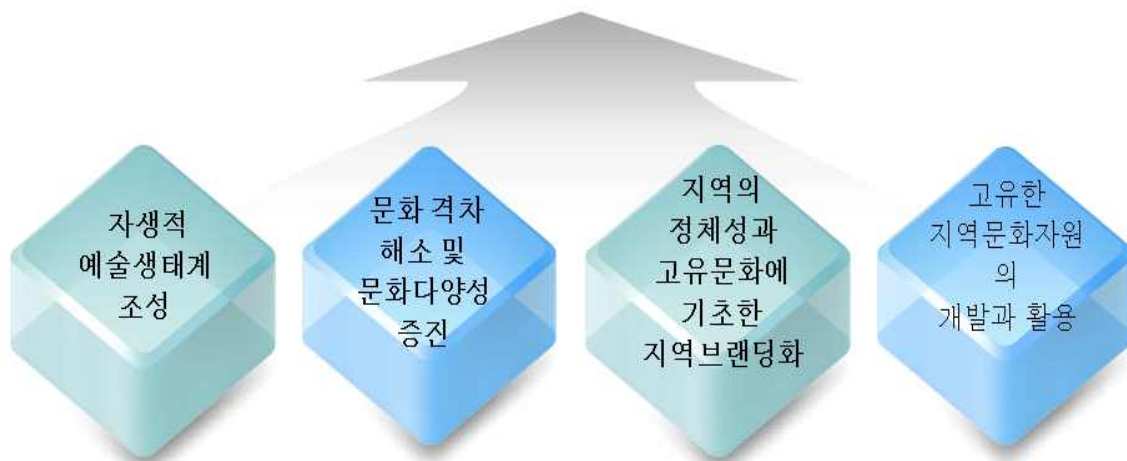 자생적
예술생태계
조성
문화 격차
해소 및
문화다양성
증진
지역의
정체성과
고유문화에
기초한
지역브랜딩화
고유한
지역문화자원
의
개발과 활용